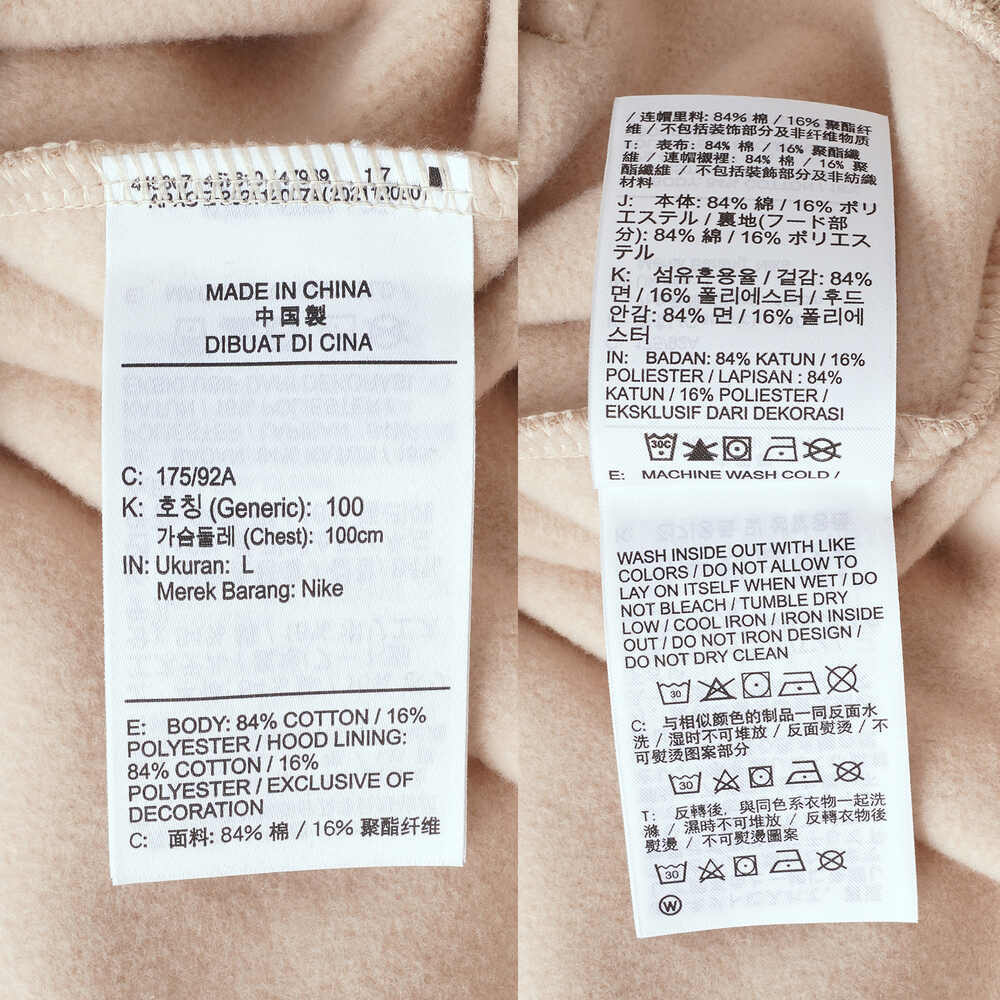 MADE IN CHINA
中国製
DIBUAT DI CINA
C: 175/92A
K: 호칭 (Generic): 100
가슴둘레 (Chest): 100cm
IN: Ukuran: L
Merek Barang: Nike
E: BODY: 84% COTTON / 16%
POLYESTER / HOOD LINING:
84% COTTON / 16%
POLYESTER / EXCLUSIVE OF
DECORATION
C: 面料: 84% 棉 / 16% 聚酯纤维
/ 连帽里料: 84% 棉 / 16% 聚酯纤
维 / 不包括装饰部分及非纤维物质
T: 表布: 84% 棉 / 16% 聚酯纖
維 / 連帽襯裡: 84% 棉 / 16% 聚
酯纖維 / 不包括裝飾部分及非紡織
材料
J: 本体: 84% 綿 / 16% ポリ
エステル / 裏地(フード部
分): 84% 綿 / 16% ポリエス
テル
K: 섬유혼용율 / 겉감: 84%
면 / 16% 폴리에스터 / 후드
안감: 84% 면 / 16% 폴리에
스터
IN: BADAN: 84% KATUN / 16%
POLIESTER / LAPISAN : 84%
KATUN / 16% POLIESTER /
EKSKLUSIF DARI DEKORASI
30C
E: MACHINE WASH COLD /
WASH INSIDE OUT WITH LIKE
COLORS / DO NOT ALLOW TO
LAY ON ITSELF WHEN WET / DO
NOT BLEACH / TUMBLE DRY
LOW / COOL IRON / IRON INSIDE
OUT / DO NOT IRON DESIGN /
DO NOT DRY CLEAN
30
C: 与相似颜色的制品一同反面水
洗 / 湿时不可堆放 / 反面熨烫 / 不
可熨烫图案部分
30
T: 反轉後，與同色系衣物一起洗
滌 / 濕時不可堆放 / 反轉衣物後
熨燙 / 不可熨燙圖案
30
W